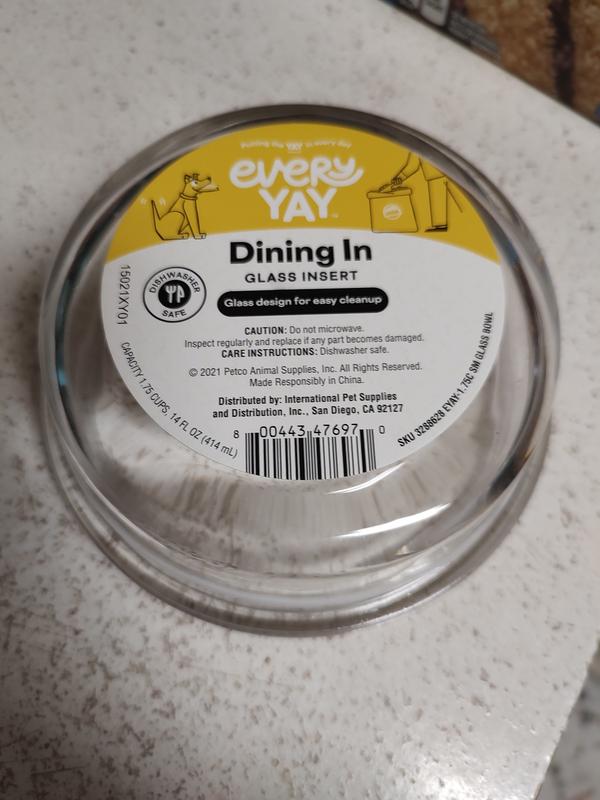 Putting the YAY in every day
every
YAY
Dining In
GLASS INSERT
Glass design for easy cleanup
DISHWASHER
SAFE
15021XY01
CAUTION: Do not microwave.
Inspect regularly and replace if any part becomes damaged.
CARE INSTRUCTIONS: Dishwasher safe.
© 2021 Petco Animal Supplies, Inc. All Rights Reserved.
Made Responsibly in China.
Distributed by: International Pet Supplies
and Distribution, Inc., San Diego, CA 92127
CAPACITY 1.75 CUPS, 14 FL OZ (414 mL)
8 00443 47697 0
SKU 3288628 EYAY-1.75C SM GLASS BOWL